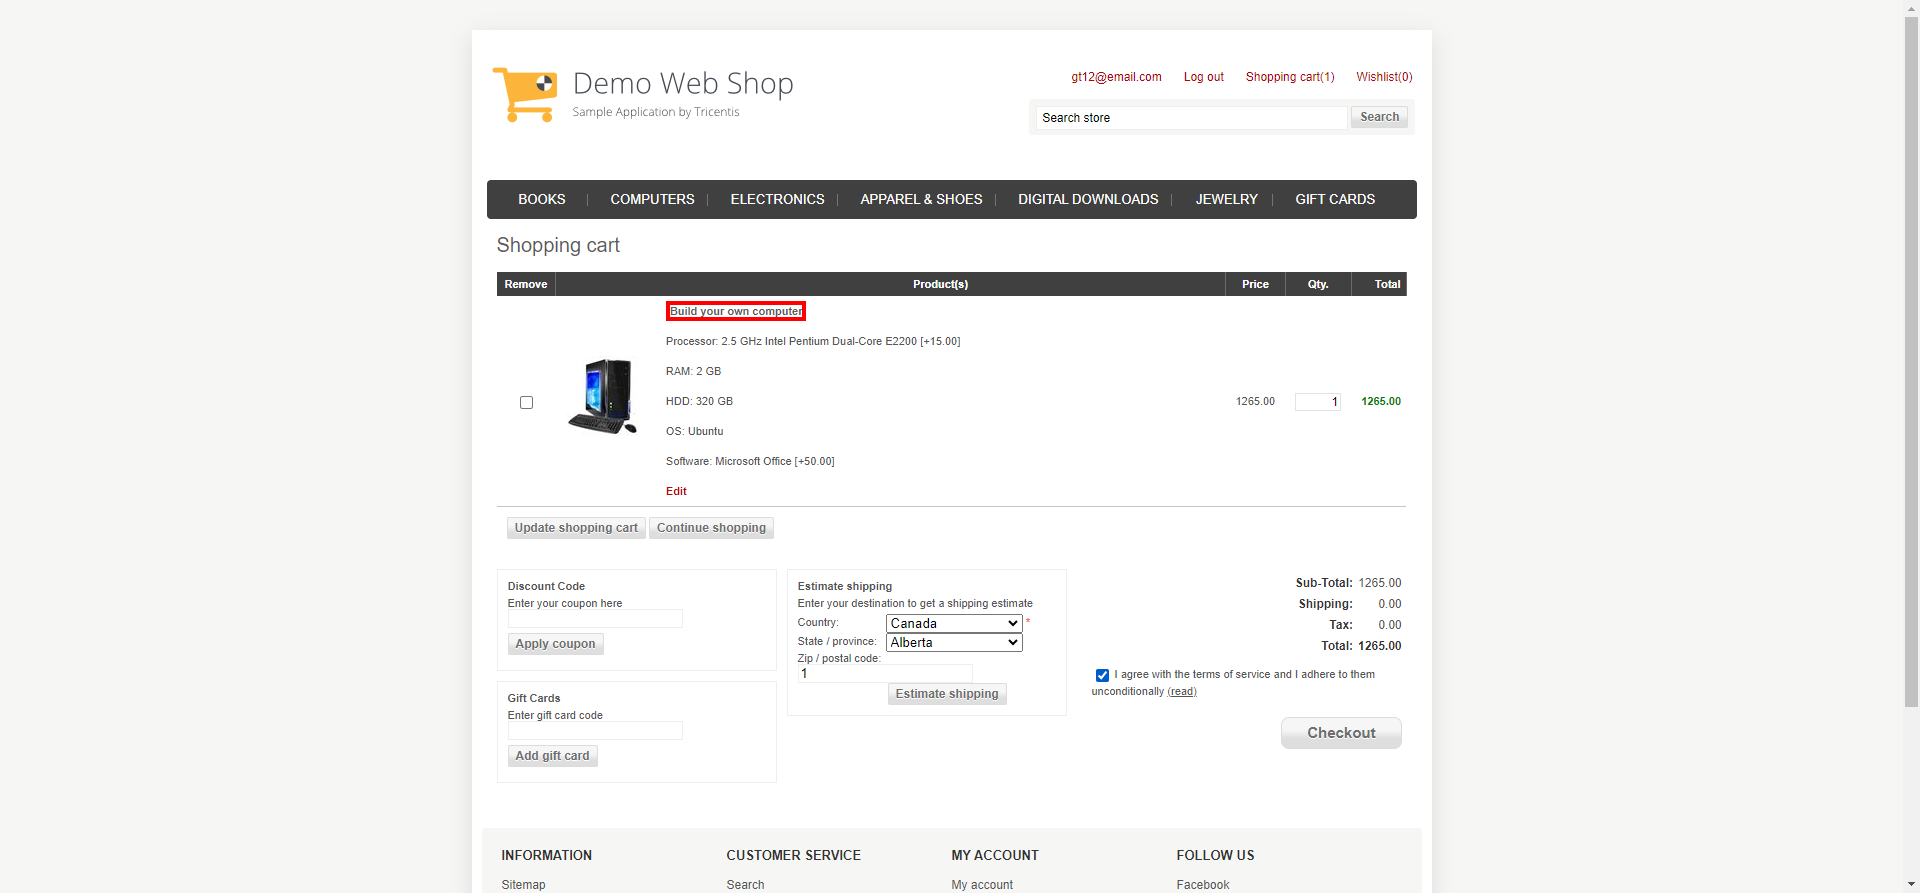 Demo Web Shop
Sample Application by Tricentis
gt12@email.com Log out Shopping cart(1) Wishlist(0)
Search store Search
BOOKS COMPUTERS ELECTRONICS APPAREL & SHOES DIGITAL DOWNLOADS JEWELRY GIFT CARDS
Shopping cart
Remove Product(s) Price Qty. Total
Build your own computer
Processor: 2.5 GHz Intel Pentium Dual-Core E2200 [+15.00]
RAM: 2 GB
HDD: 320 GB
OS: Ubuntu
Software: Microsoft Office [+50.00]
Edit
1265.00 1 1265.00
Update shopping cart Continue shopping
Discount Code
Enter your coupon here
Apply coupon
Gift Cards
Enter gift card code
Add gift card
Estimate shipping
Enter your destination to get a shipping estimate
Country: Canada *
State / province: Alberta
Zip / postal code:
1
Estimate shipping
Sub-Total: 1265.00
Shipping: 0.00
Tax: 0.00
Total: 1265.00
I agree with the terms of service and I adhere to them
unconditionally (read)
Checkout
INFORMATION CUSTOMER SERVICE MY ACCOUNT FOLLOW US
Sitemap Search My account Facebook